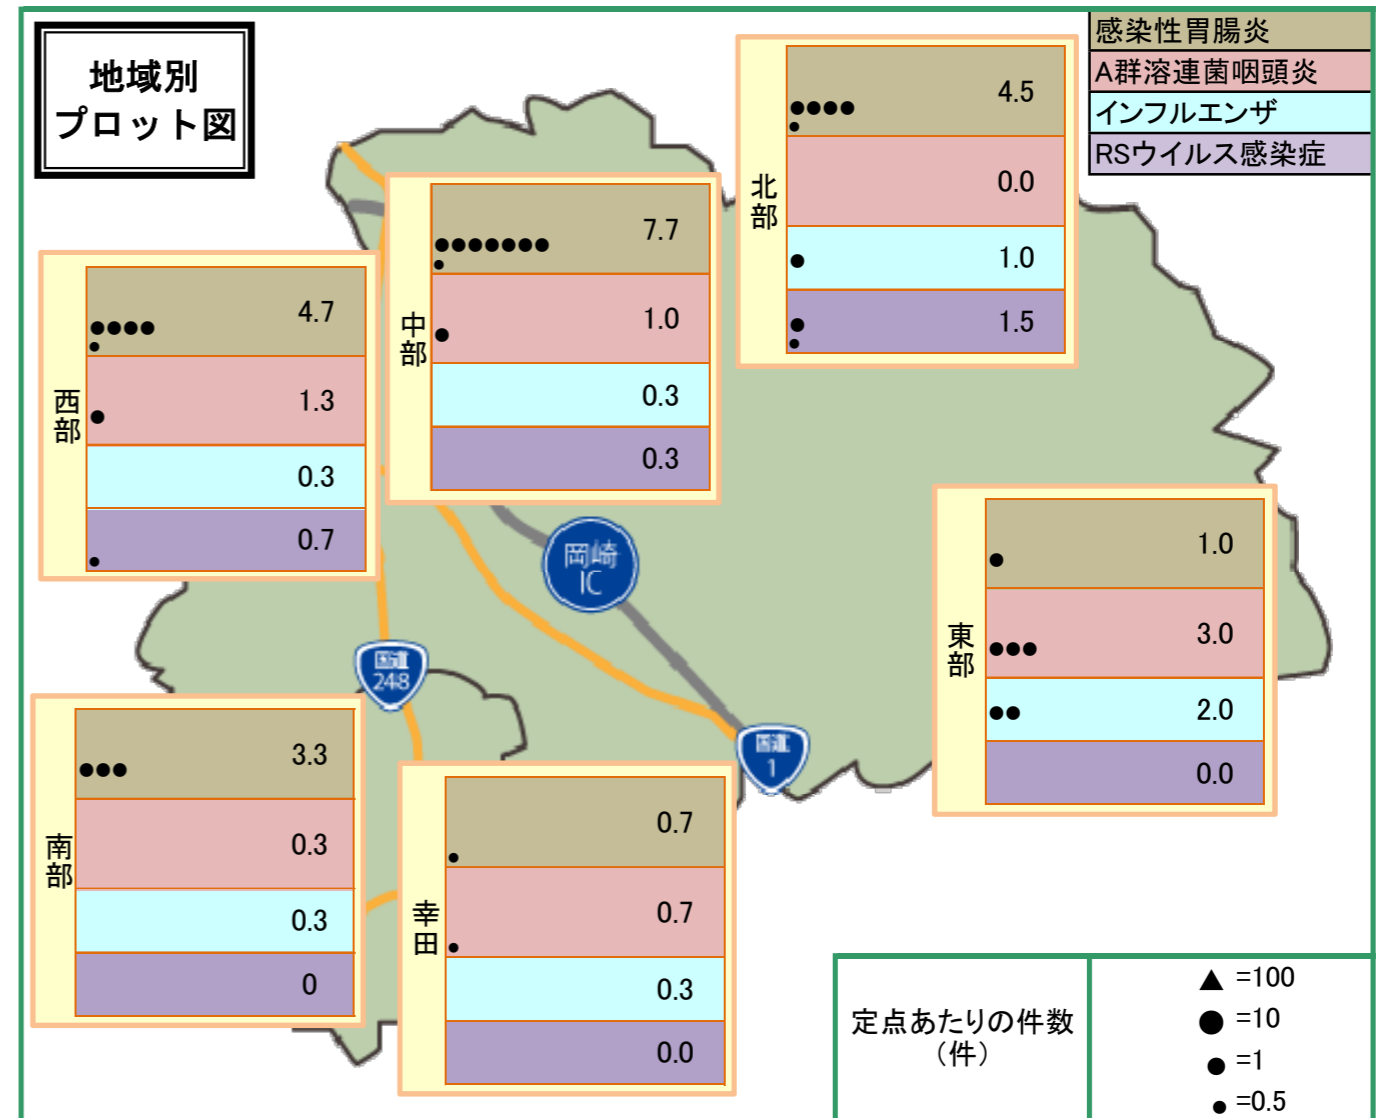 地域別
プロット図
感染性胃腸炎
A群溶連菌咽頭炎
インフルエンザ
RSウイルス感染症
北部
4.5
0.0
1.0
1.5
中部
7.7
1.0
0.3
0.3
西部
4.7
1.3
0.3
0.7
岡崎
IC
東部
1.0
3.0
2.0
0.0
国道
248
国道
1
南部
3.3
0.3
0.3
0
幸田
0.7
0.7
0.3
0.0
定点あたりの件数
（件）
▲ =100
● =10
● =1
● =0.5